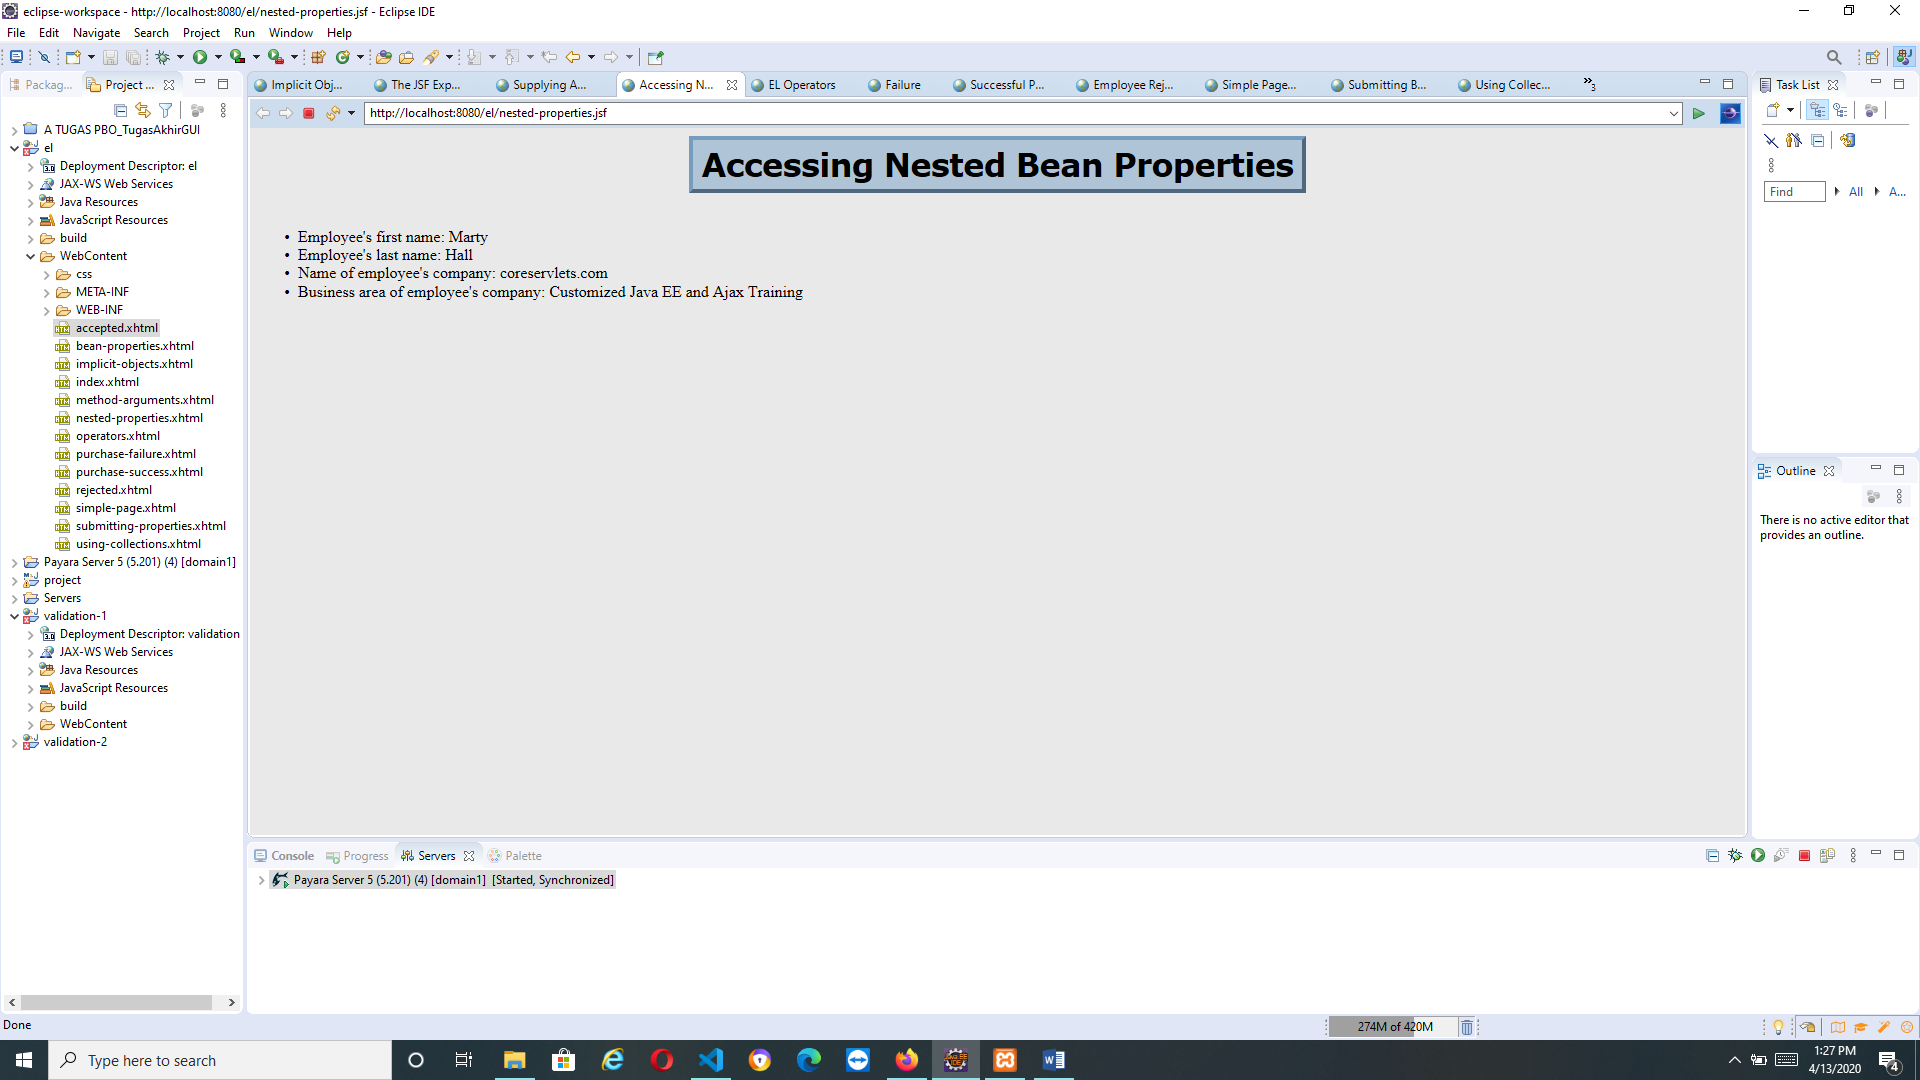 eclipse-workspace - http://localhost:8080/el/nested-properties.jsf - Eclipse IDE
File Edit Navigate Search Project Run Window Help
Packag... Project ...
A TUGAS PBO_TugasAkhirGUI
el
Deployment Descriptor: el
JAX-WS Web Services
Java Resources
JavaScript Resources
build
WebContent
css
META-INF
WEB-INF
accepted.xhtml
bean-properties.xhtml
implicit-objects.xhtml
index.xhtml
method-arguments.xhtml
nested-properties.xhtml
operators.xhtml
purchase-failure.xhtml
purchase-success.xhtml
rejected.xhtml
simple-page.xhtml
submitting-properties.xhtml
using-collections.xhtml
Payara Server 5 (5.201) (4) [domain1]
project
Servers
validation-1
Deployment Descriptor: validation
JAX-WS Web Services
Java Resources
JavaScript Resources
build
WebContent
validation-2
Implicit Obj... The JSF Exp... Supplying A... Accessing N... EL Operators Failure Successful P... Employee Rej... Simple Page... Submitting B... Using Collec... »3
http://localhost:8080/el/nested-properties.jsf
Accessing Nested Bean Properties
• Employee's first name: Marty
• Employee's last name: Hall
• Name of employee's company: coreservlets.com
• Business area of employee's company: Customized Java EE and Ajax Training
Task List
Find All A...
Outline
There is no active editor that
provides an outline.
Console Progress Servers Palette
Payara Server 5 (5.201) (4) [domain1] [Started, Synchronized]
Done
274M of 420M
Type here to search
1:27 PM
4/13/2020
4